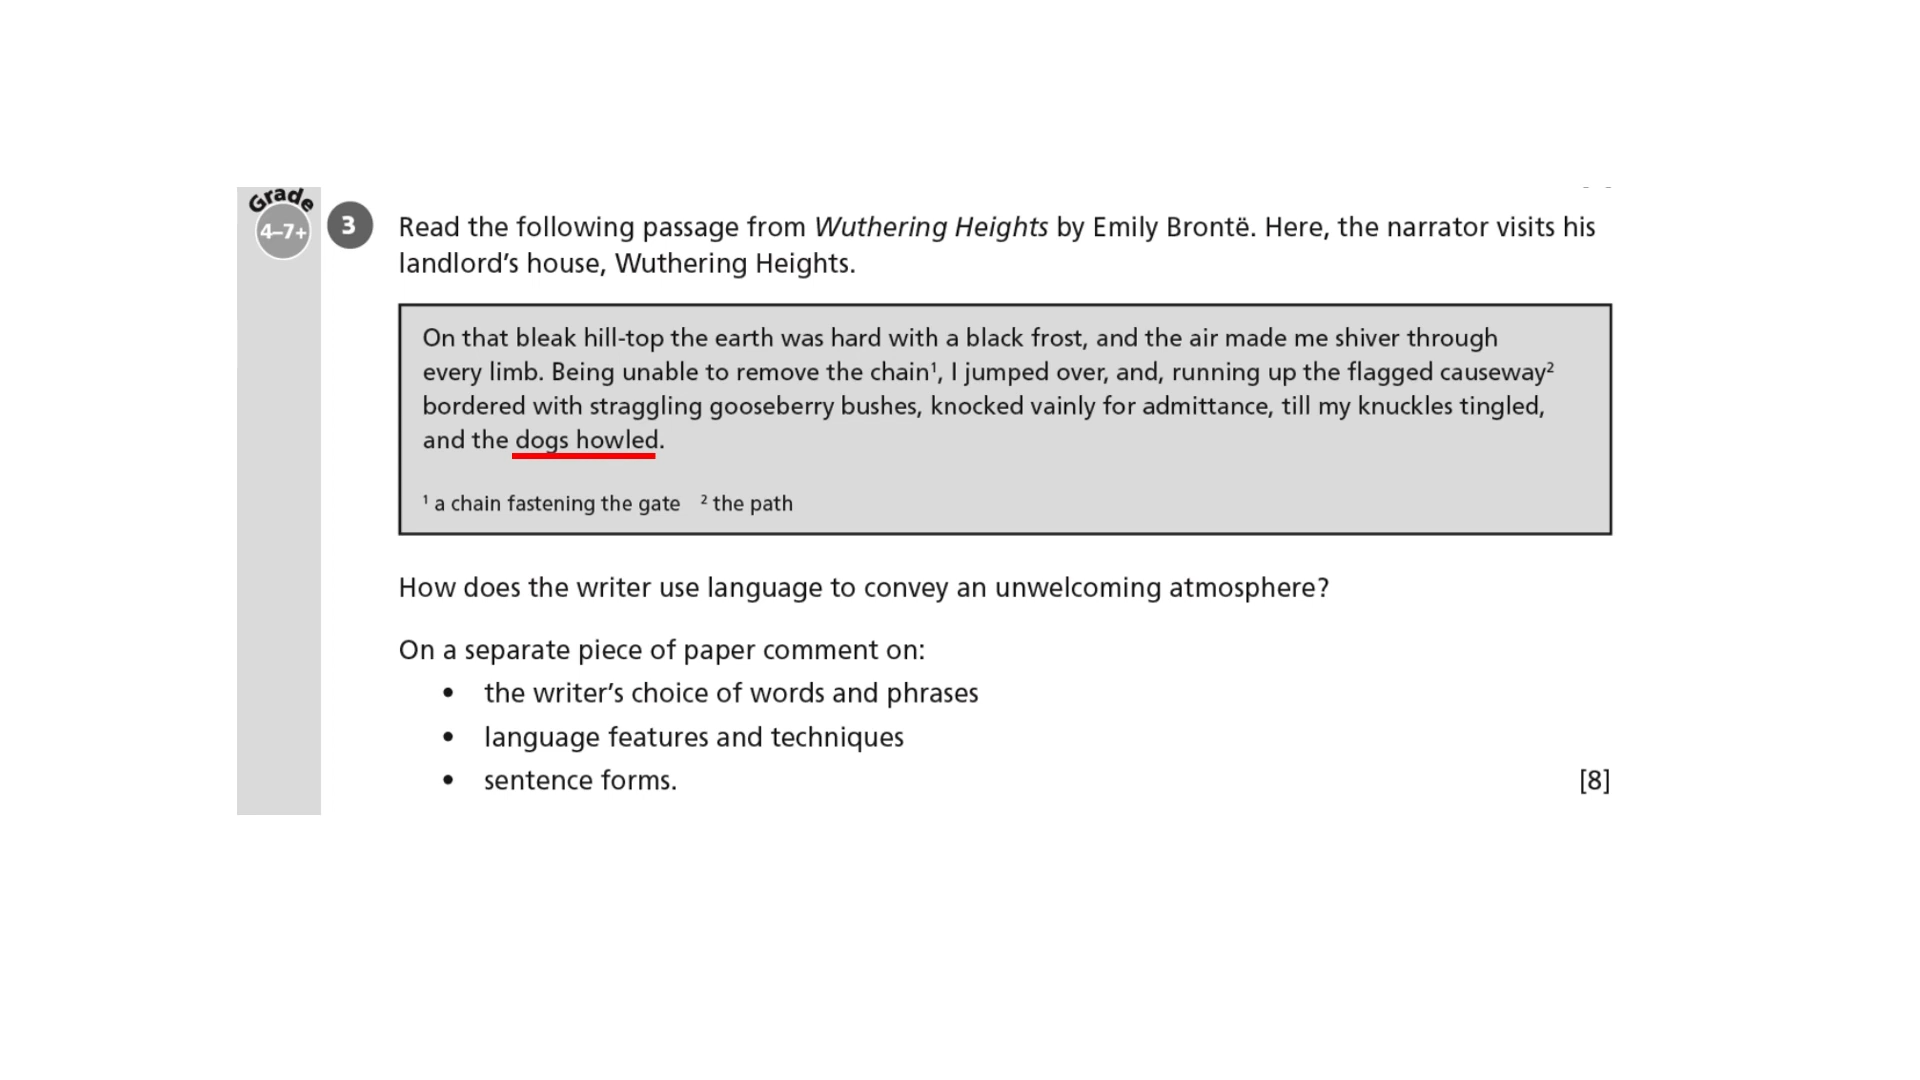 Grade
4–7+
3
Read the following passage from Wuthering Heights by Emily Brontë. Here, the narrator visits his
landlord’s house, Wuthering Heights.
On that bleak hill-top the earth was hard with a black frost, and the air made me shiver through
every limb. Being unable to remove the chain¹, I jumped over, and, running up the flagged causeway²
bordered with straggling gooseberry bushes, knocked vainly for admittance, till my knuckles tingled,
and the dogs howled.
¹ a chain fastening the gate ² the path
How does the writer use language to convey an unwelcoming atmosphere?
On a separate piece of paper comment on:
• the writer’s choice of words and phrases
• language features and techniques
• sentence forms. [8]